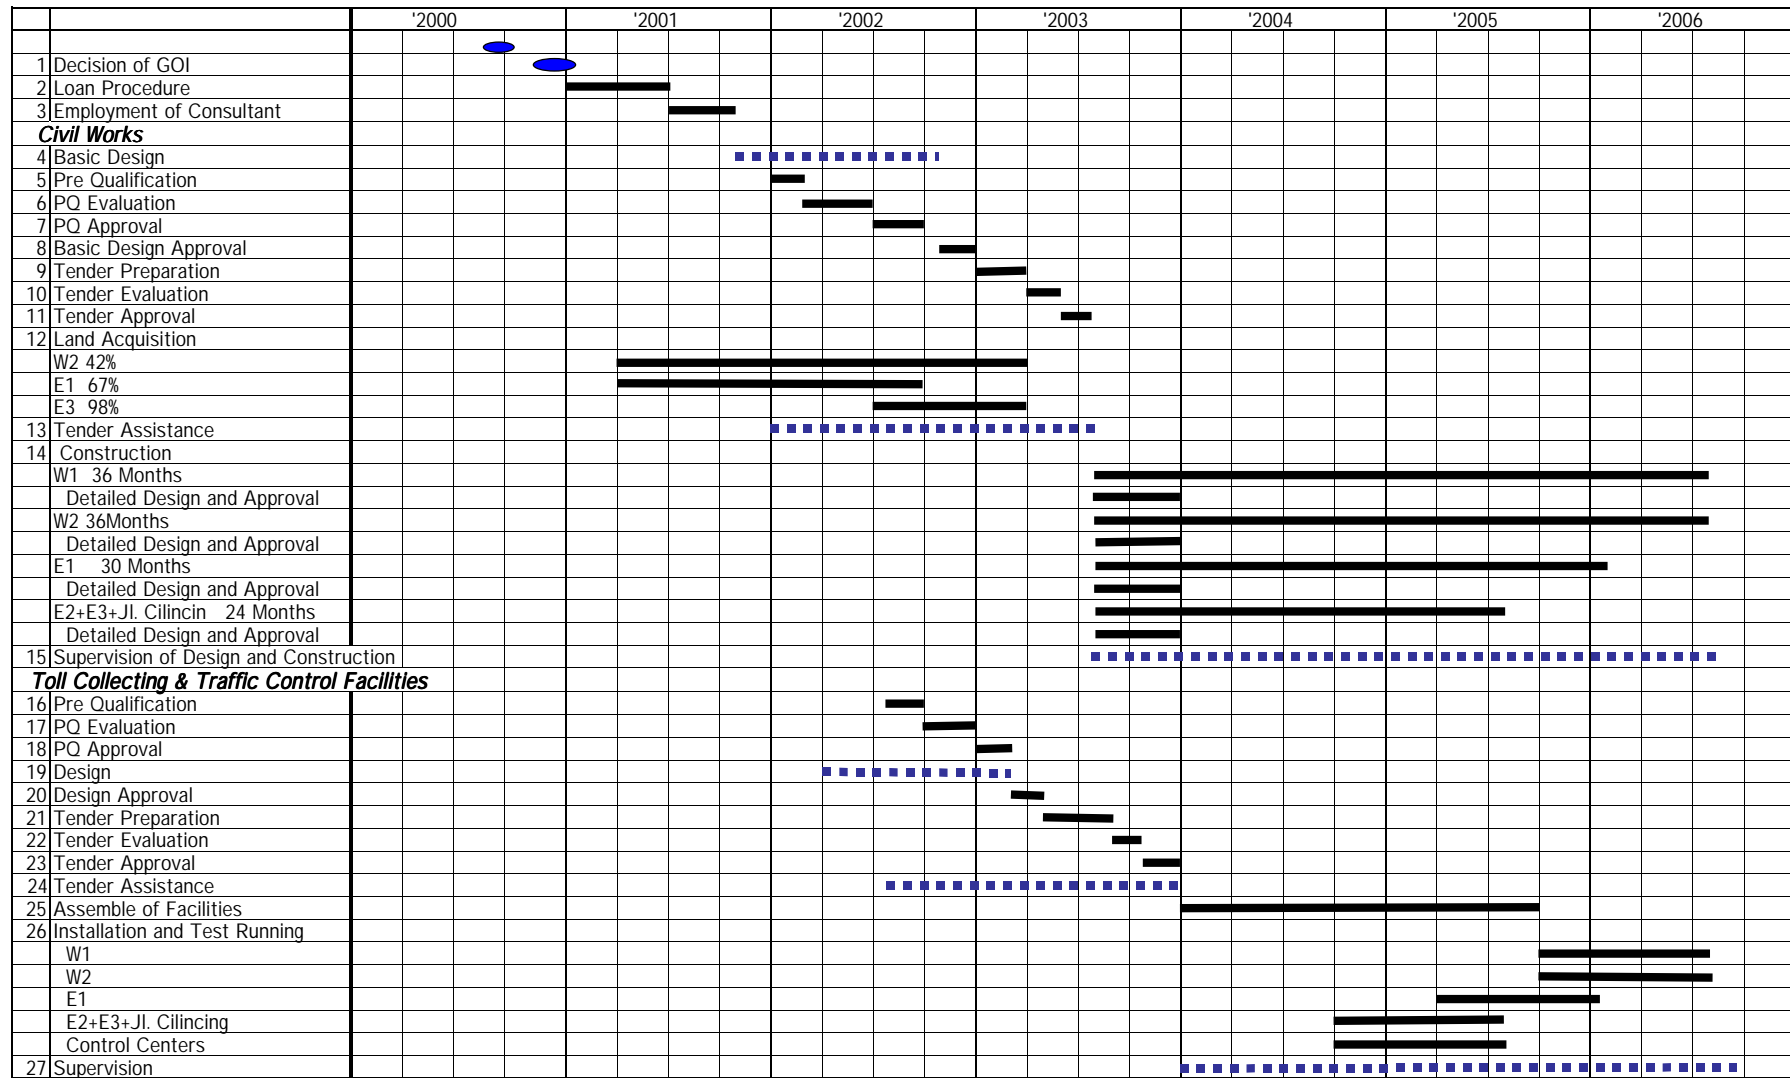 '2000 '2001 '2002 '2003 '2004 '2005 '2006
1 Decision of GOI
2 Loan Procedure
3 Employment of Consultant
Civil Works
4 Basic Design
5 Pre Qualification
6 PQ Evaluation
7 PQ Approval
8 Basic Design Approval
9 Tender Preparation
10 Tender Evaluation
11 Tender Approval
12 Land Acquisition
W2 42%
E1 67%
E3 98%
13 Tender Assistance
14 Construction
W1 36 Months
Detailed Design and Approval
W2 36Months
Detailed Design and Approval
E1 30 Months
Detailed Design and Approval
E2+E3+Jl. Cilincin 24 Months
Detailed Design and Approval
15 Supervision of Design and Construction
Toll Collecting & Traffic Control Facilities
16 Pre Qualification
17 PQ Evaluation
18 PQ Approval
19 Design
20 Design Approval
21 Tender Preparation
22 Tender Evaluation
23 Tender Approval
24 Tender Assistance
25 Assemble of Facilities
26 Installation and Test Running
W1
W2
E1
E2+E3+Jl. Cilincing
Control Centers
27 Supervision